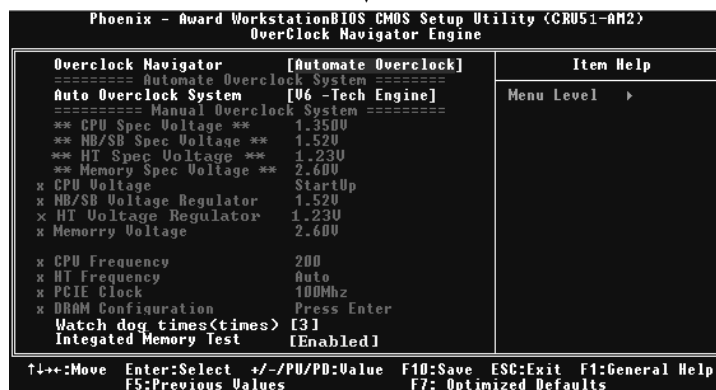 Phoenix - Award WorkstationBIOS CMOS Setup Utility (CRU51-AM2)
OverClock Navigator Engine
Overclock Navigator [Automate Overclock] Item Help
========= Automate Overclock System ========
Auto Overclock System [V6 -Tech Engine] Menu Level ▸
========== Manual Overclock System =========
** CPU Spec Voltage ** 1.350V
** NB/SB Spec Voltage ** 1.52V
** HT Spec Voltage ** 1.23V
** Memory Spec Voltage ** 2.60V
x CPU Voltage StartUp
x NB/SB Voltage Regulator 1.52V
x HT Voltage Regulator 1.23V
x Memorry Voltage 2.60V
x CPU Frequency 200
x HT Frequency Auto
x PCIE Clock 100Mhz
x DRAM Configuration Press Enter
Watch dog times(times) [3]
Integated Memory Test [Enabled]
↑↓→←:Move Enter:Select +/-/PU/PD:Value F10:Save ESC:Exit F1:General Help
F5:Previous Values F7: Optimized Defaults